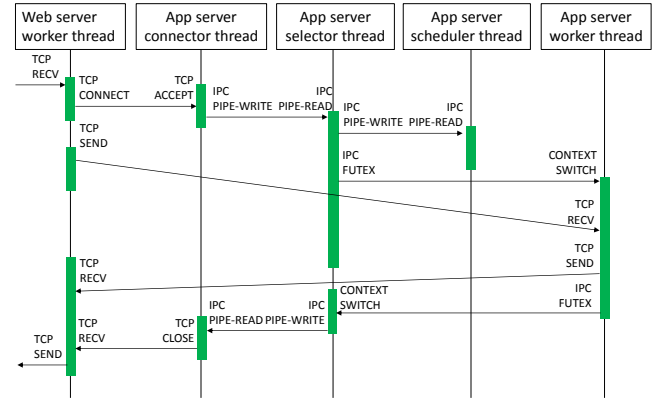 Web server
worker thread
App server
connector thread
App server
selector thread
App server
scheduler thread
App server
worker thread
TCP
RECV
TCP
CONNECT
TCP
ACCEPT
IPC
PIPE-WRITE
IPC
PIPE-READ
IPC
PIPE-WRITE
IPC
PIPE-READ
TCP
SEND
IPC
FUTEX
CONTEXT
SWITCH
TCP
RECV
TCP
SEND
TCP
RECV
IPC
FUTEX
CONTEXT
SWITCH
IPC
PIPE-WRITE
IPC
PIPE-READ
TCP
CLOSE
TCP
RECV
TCP
SEND